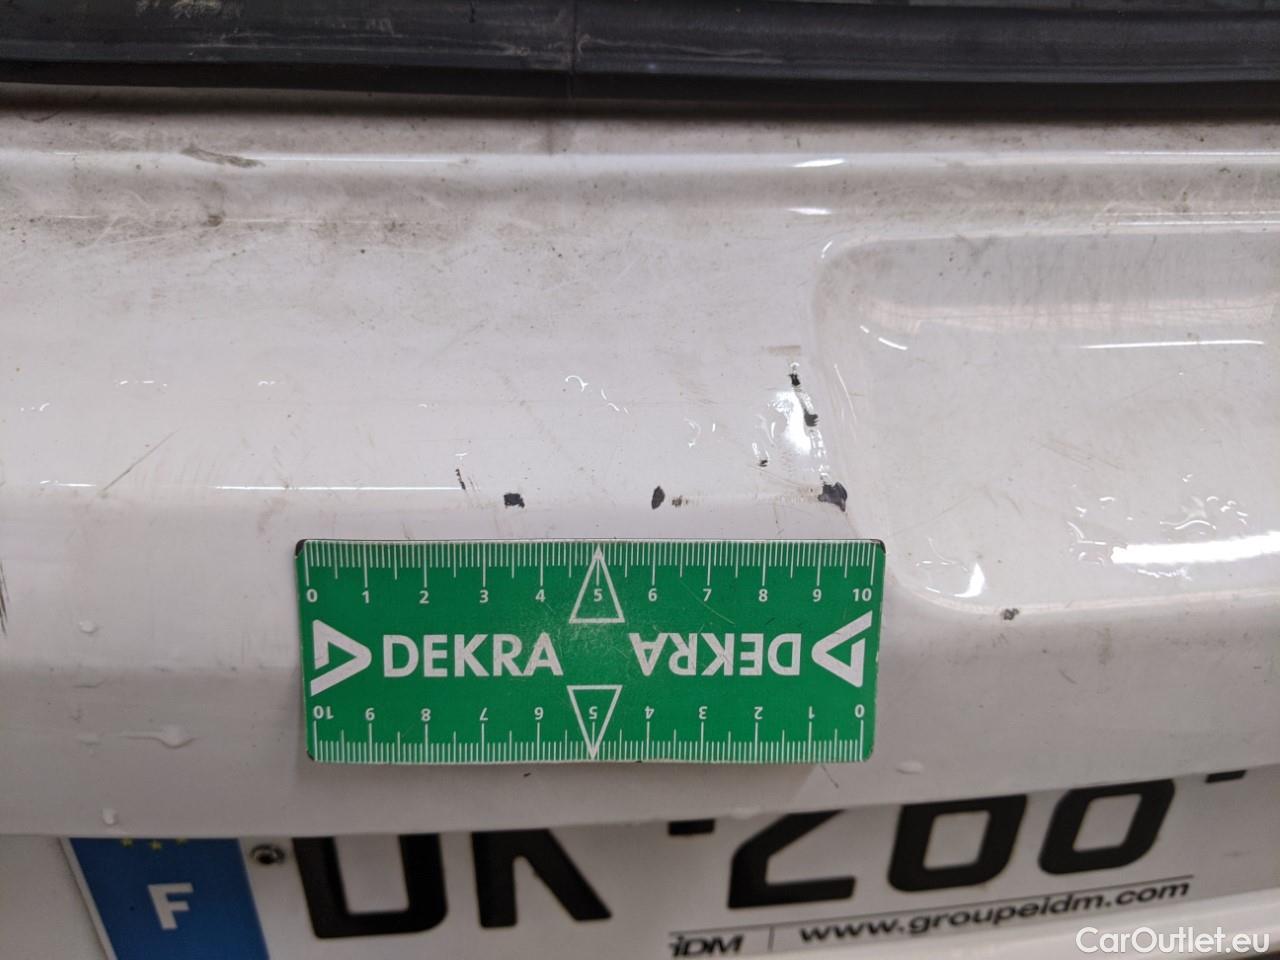 0 1 2 3 4 5 6 7 8 9 10
DEKRA DEKRA
10 9 8 7 6 5 4 3 2 1 0
F
www.groupeidm.com
iDM
CarOutlet.eu